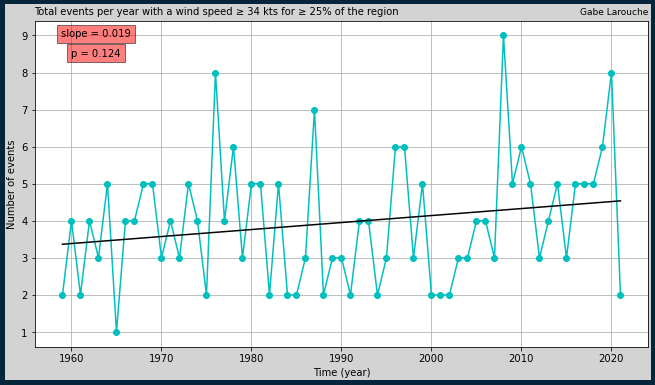 Total events per year with a wind speed ≥ 34 kts for ≥ 25% of the region
Gabe Larouche
slope = 0.019
p = 0.124
Number of events
9
8
7
6
5
4
3
2
1
1960 1970 1980 1990 2000 2010 2020
Time (year)